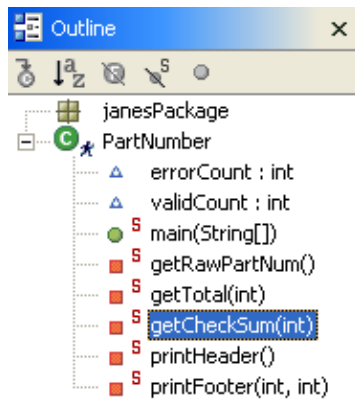 Outline
janesPackage
PartNumber
errorCount : int
validCount : int
S main(String[])
S getRawPartNum()
S getTotal(int)
S getCheckSum(int)
S printHeader()
S printFooter(int, int)